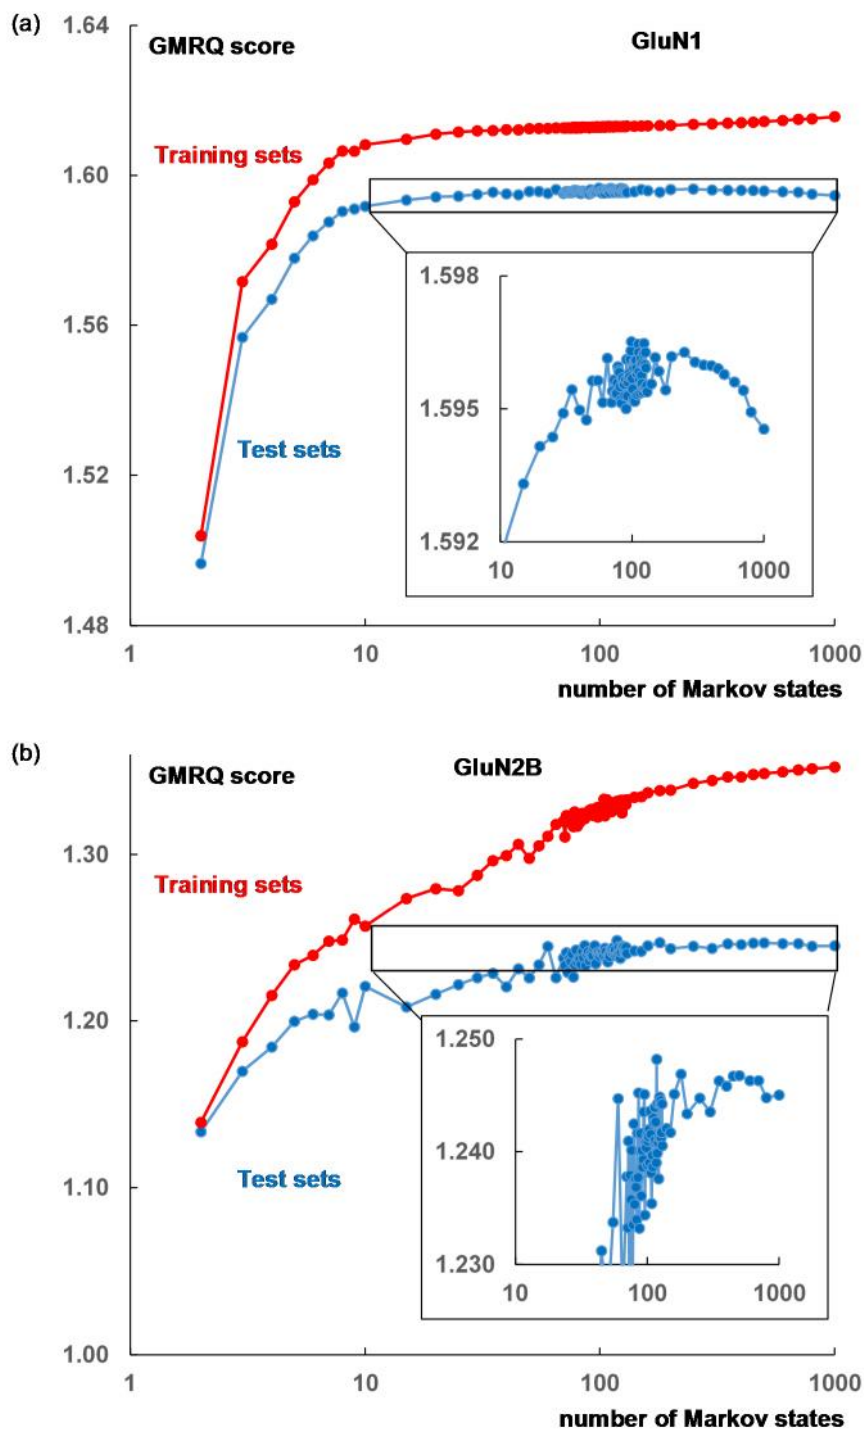 (a)
1.64
GMRQ score GluN1
Training sets
1.60
1.598
1.56
1.595
Test sets
1.52
1.592
10 100 1000
1.48
1 10 100 1000
number of Markov states
(b)
GMRQ score GluN2B
1.30
Training sets
1.20
1.250
Test sets
1.240
1.10
1.230
10 100 1000
1.00
1 10 100 1000
number of Markov states